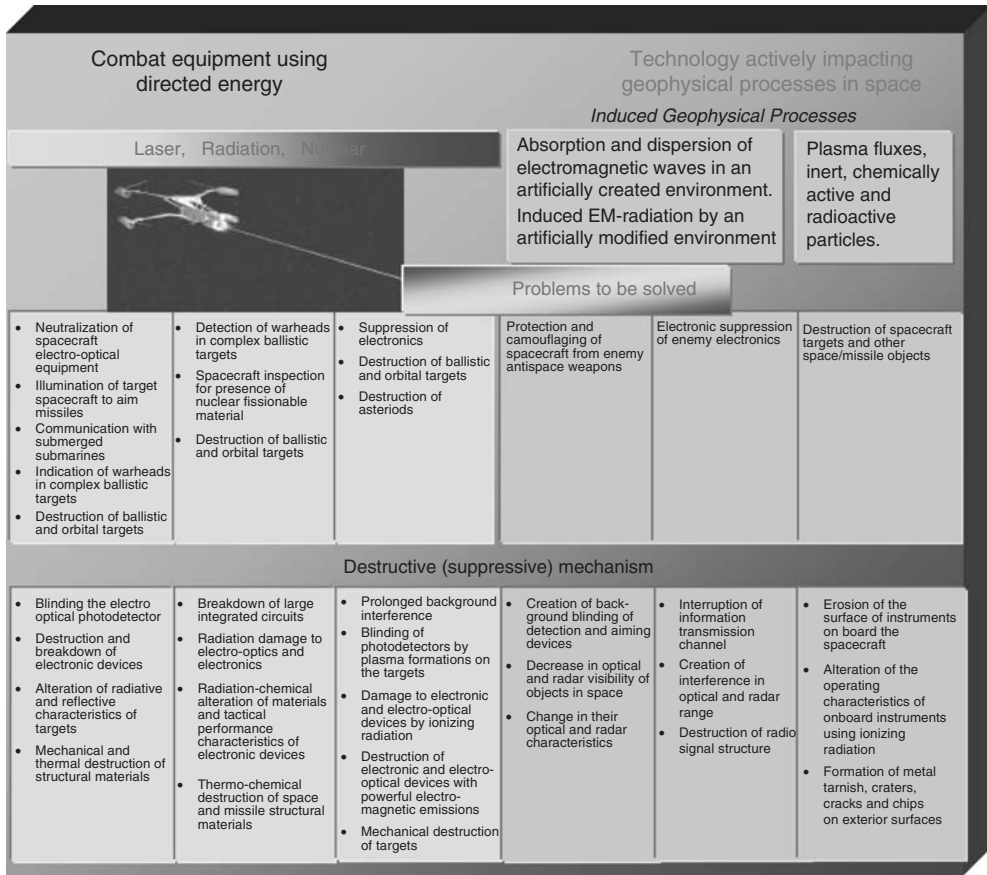 Combat equipment using
directed energy
Technology actively impacting
geophysical processes in space
Induced Geophysical Processes
Laser, Radiation, Nuclear
Absorption and dispersion of
electromagnetic waves in an
artificially created environment.
Induced EM-radiation by an
artificially modified environment
Plasma fluxes,
inert, chemically
active and
radioactive
particles.
Problems to be solved
• Neutralization of
spacecraft
electro-optical
equipment
• Illumination of target
spacecraft to aim
missiles
• Communication with
submerged
submarines
• Indication of warheads
in complex ballistic
targets
• Destruction of ballistic
and orbital targets
• Detection of warheads
in complex ballistic
targets
• Spacecraft inspection
for presence of
nuclear fissionable
material
• Destruction of ballistic
and orbital targets
• Suppression of
electronics
• Destruction of ballistic
and orbital targets
• Destruction of
asteriods
Protection and
camouflaging of
spacecraft from enemy
antispace weapons
Electronic suppression
of enemy electronics
Destruction of spacecraft
targets and other
space/missile objects
Destructive (suppressive) mechanism
• Blinding the electro
optical photodetector
• Destruction and
breakdown of
electronic devices
• Alteration of radiative
and reflective
characteristics of
targets
• Mechanical and
thermal destruction of
structural materials
• Breakdown of large
integrated circuits
• Radiation damage to
electro-optics and
electronics
• Radiation-chemical
alteration of materials
and tactical
performance
characteristics of
electronic devices
• Thermo-chemical
destruction of space
and missile structural
materials
• Prolonged background
interference
• Blinding of
photodetectors by
plasma formations on
the targets
• Damage to electronic
and electro-optical
devices by ionizing
radiation
• Destruction of
electronic and electro-
optical devices with
powerful electro-
magnetic emissions
• Mechanical destruction
of targets
• Creation of back-
ground blinding of
detection and aiming
devices
• Decrease in optical
and radar visibility of
objects in space
• Change in their
optical and radar
characteristics
• Interruption of
information
transmission
channel
• Creation of
interference in
optical and radar
range
• Destruction of radio
signal structure
• Erosion of the
surface of instruments
on board the
spacecraft
• Alteration of the
operating
characteristics of
onboard instruments
using ionizing
radiation
• Formation of metal
tarnish, craters,
cracks and chips
on exterior surfaces